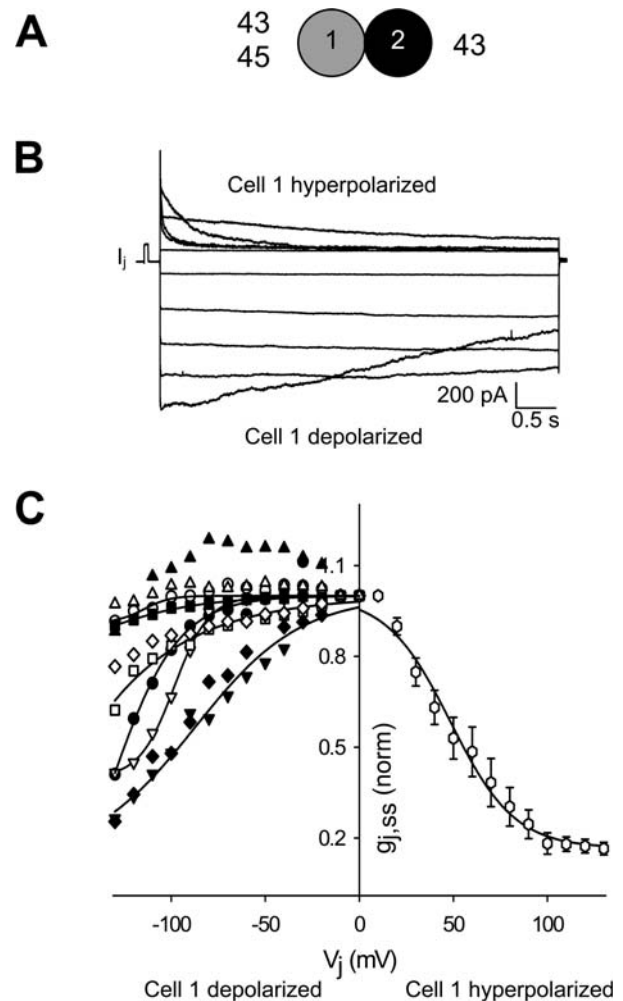 A
43
45
1
2
43
B
Cell 1 hyperpolarized
Ij
200 pA
0.5 s
Cell 1 depolarized
C
1.1
0.8
0.5
0.2
gj,ss (norm)
-100
-50
0
50
100
Vj (mV)
Cell 1 depolarized
Cell 1 hyperpolarized